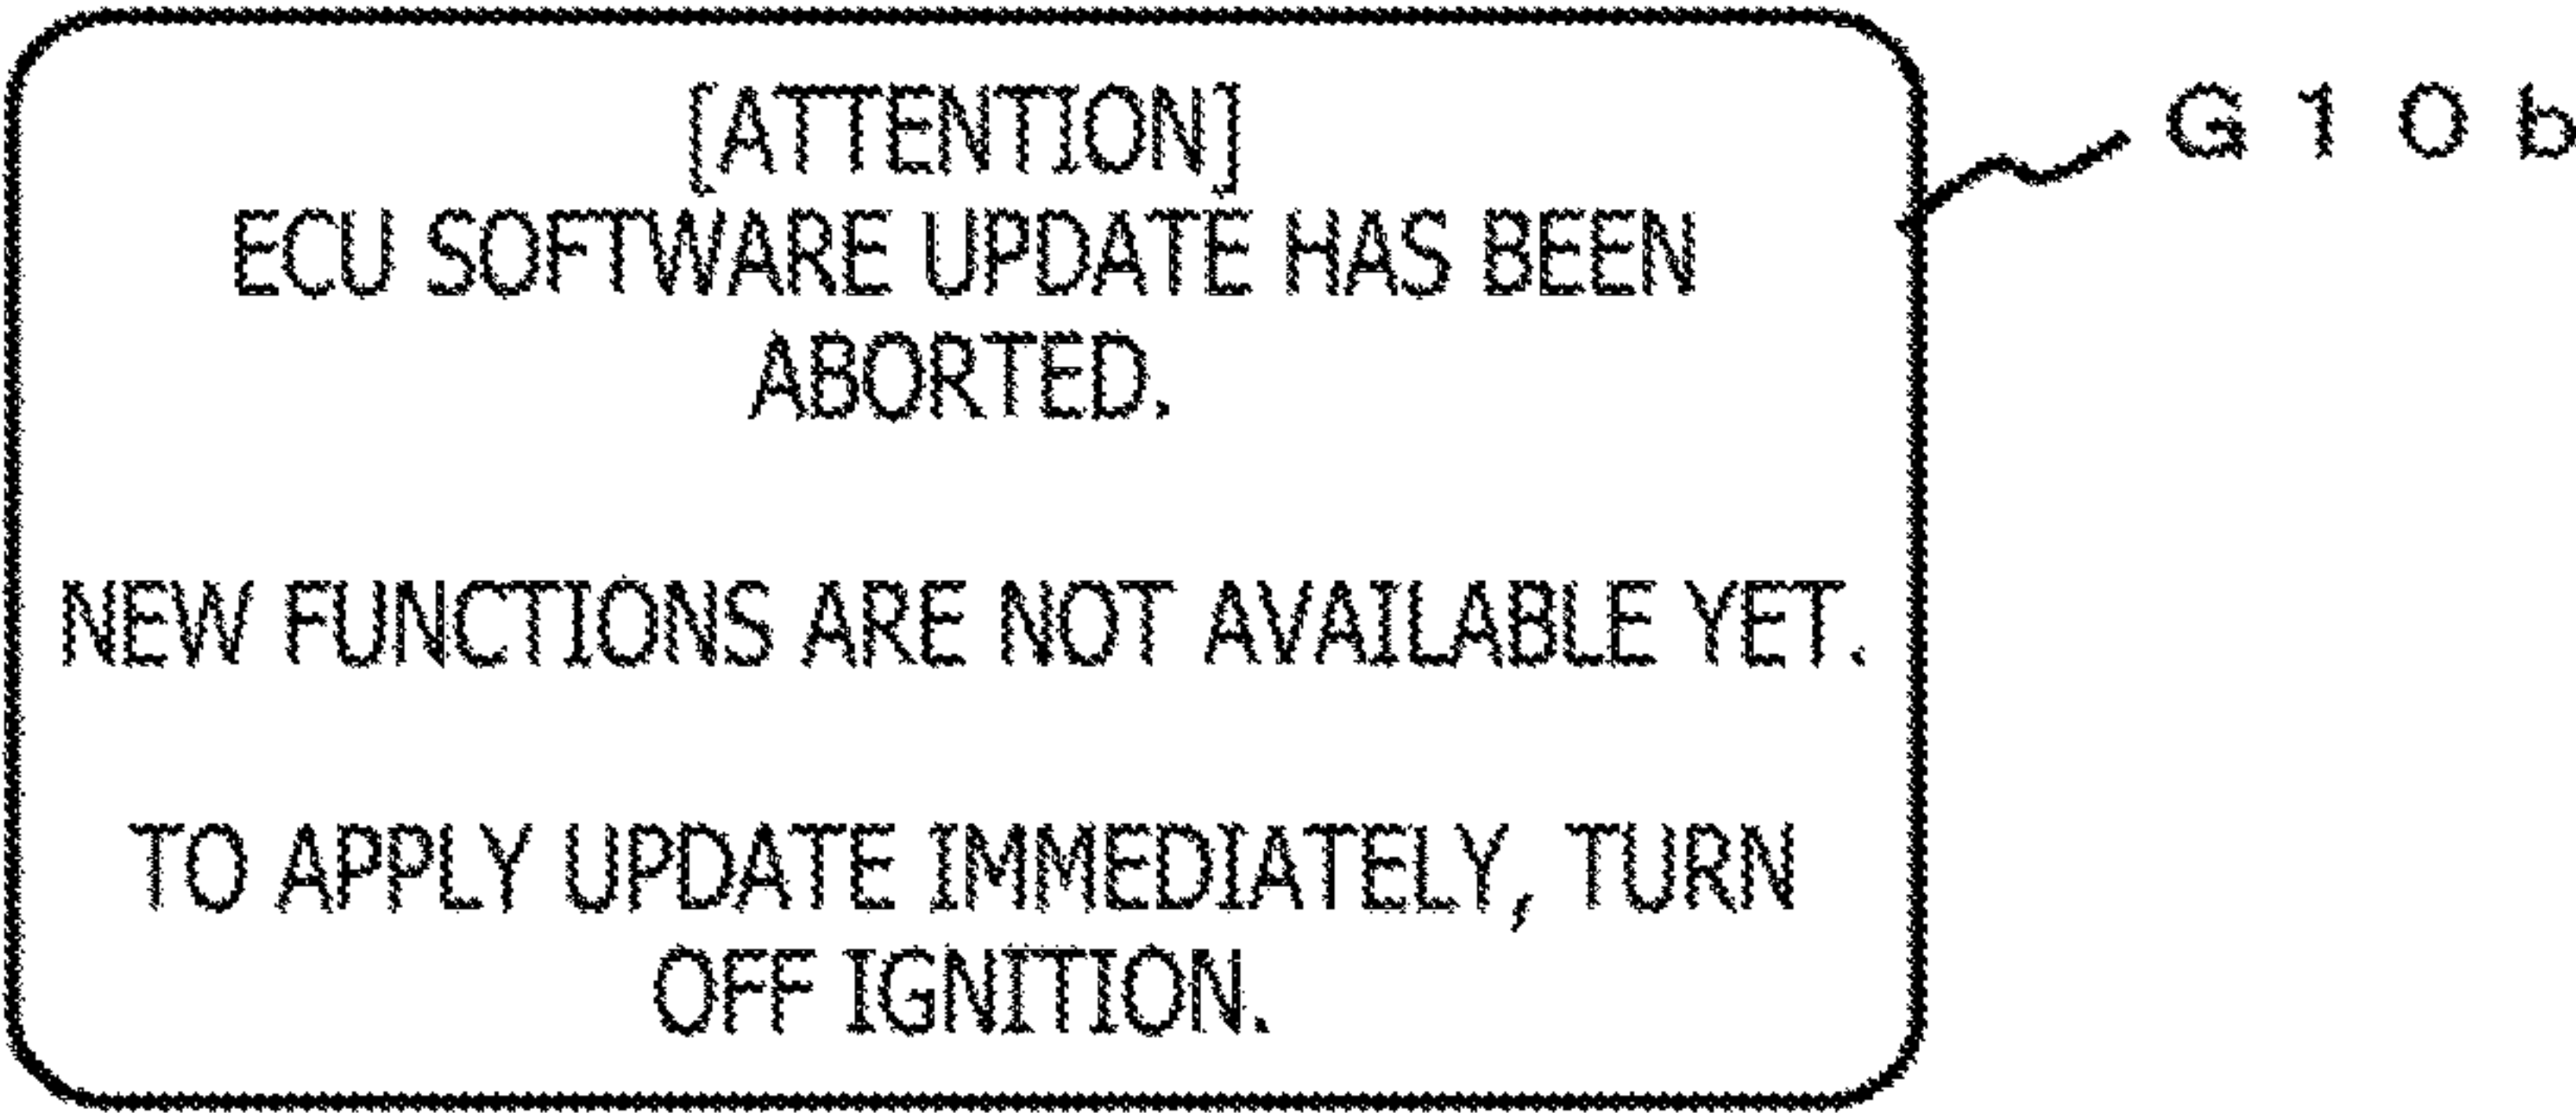 [ATTENTION]
ECU SOFTWARE UPDATE HAS BEEN
ABORTED.
NEW FUNCTIONS ARE NOT AVAILABLE YET.
TO APPLY UPDATE IMMEDIATELY, TURN
OFF IGNITION.
G10b